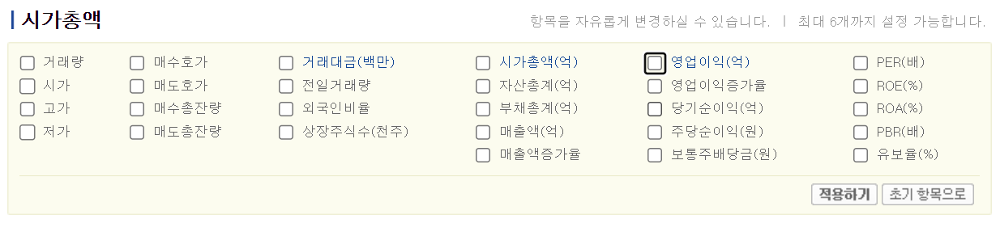 시가총액
항목을 자유롭게 변경하실 수 있습니다. | 최대 6개까지 설정 가능합니다.
거래량 매수호가 거래대금(백만) 시가총액(억) 영업이익(억) PER(배)
시가 매도호가 전일거래량 자산총계(억) 영업이익증가율 ROE(%)
고가 매수총잔량 외국인비율 부채총계(억) 당기순이익(억) ROA(%)
저가 매도총잔량 상장주식수(천주) 매출액(억) 주당순이익(원) PBR(배)
매출액증가율 보통주배당금(원) 유보율(%)
적용하기 초기 항목으로